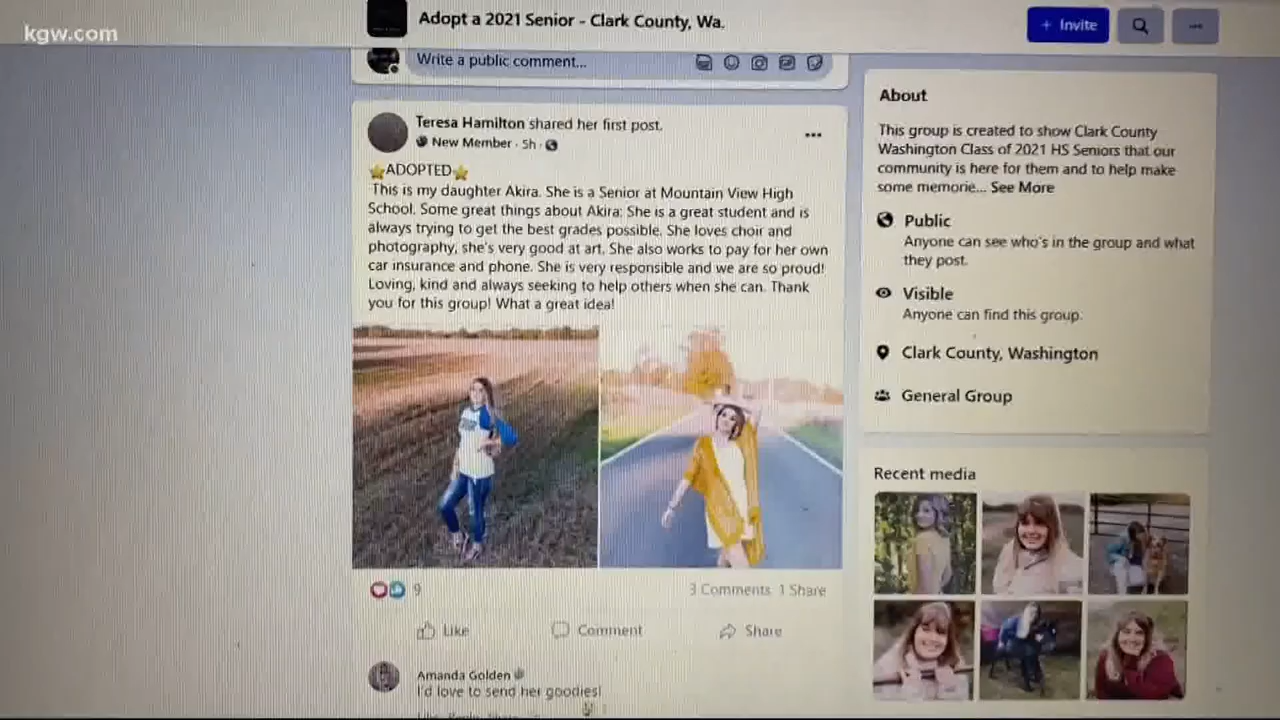 kgw.com
Adopt a 2021 Senior - Clark County, Wa.
+ Invite
Write a public comment...
Teresa Hamilton shared her first post.
New Member · 5h ·
ADOPTED
This is my daughter Akira. She is a Senior at Mountain View High
School. Some great things about Akira: She is a great student and is
always trying to get the best grades possible. She loves choir and
photography, she's very good at art. She also works to pay for her own
car insurance and phone. She is very responsible and we are so proud!
Loving, kind and always seeking to help others when she can. Thank
you for this group! What a great idea!
9
3 Comments 1 Share
Like
Comment
Share
Amanda Golden
I'd love to send her goodies!
About
This group is created to show Clark County
Washington Class of 2021 HS Seniors that our
community is here for them and to help make
some memorie... See More
Public
Anyone can see who's in the group and what
they post.
Visible
Anyone can find this group.
Clark County, Washington
General Group
Recent media